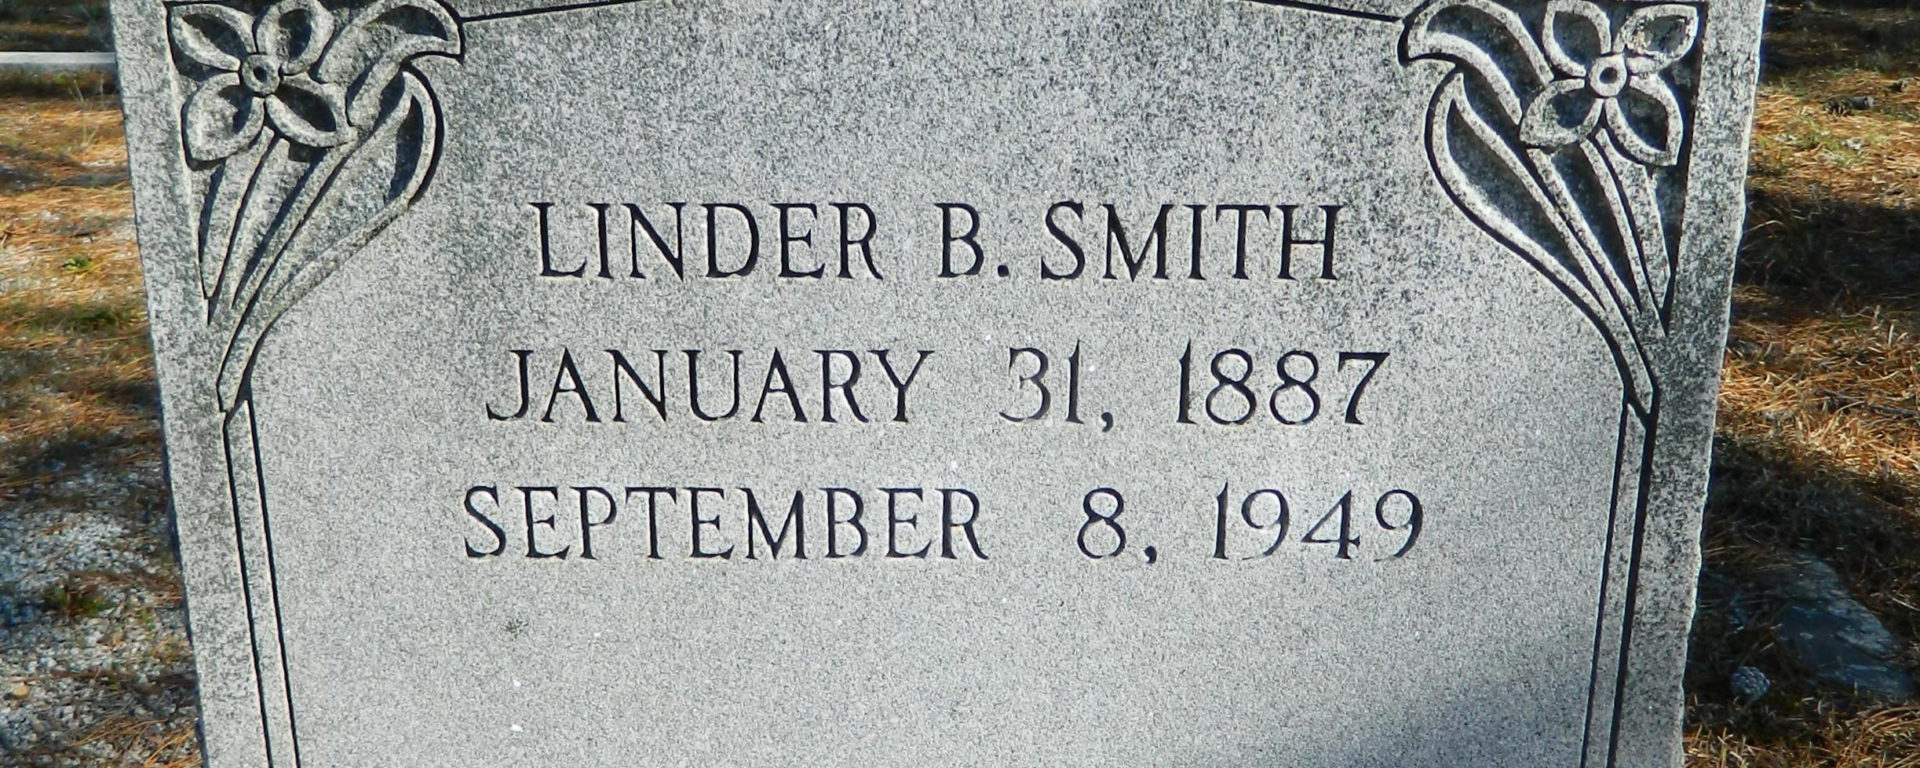 LINDER B. SMITH
JANUARY 31, 1887
SEPTEMBER 8, 1949